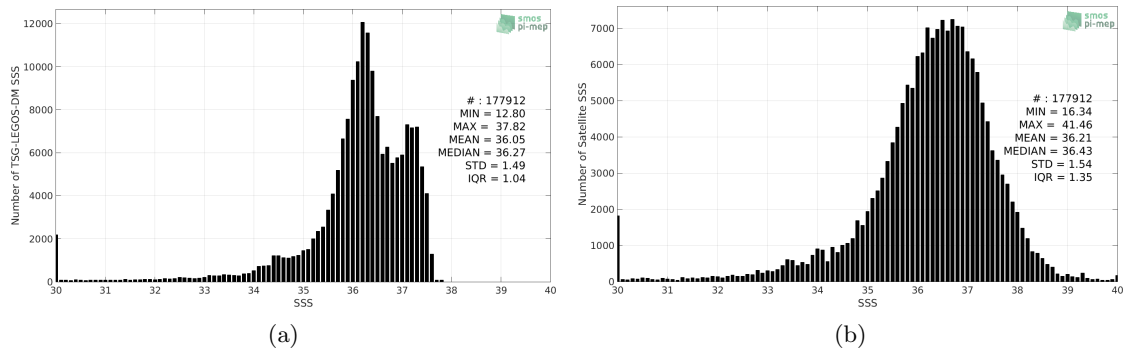 Number of TSG-LEGOS-DM SSS
12000
10000
8000
6000
4000
2000
0
30 31 32 33 34 35 36 37 38 39 40
SSS
smos
pi-mep
# : 177912
MIN = 12.80
MAX = 37.82
MEAN = 36.05
MEDIAN = 36.27
STD = 1.49
IQR = 1.04
(a)
Number of Satellite SSS
7000
6000
5000
4000
3000
2000
1000
0
30 31 32 33 34 35 36 37 38 39 40
SSS
smos
pi-mep
# : 177912
MIN = 16.34
MAX = 41.46
MEAN = 36.21
MEDIAN = 36.43
STD = 1.54
IQR = 1.35
(b)